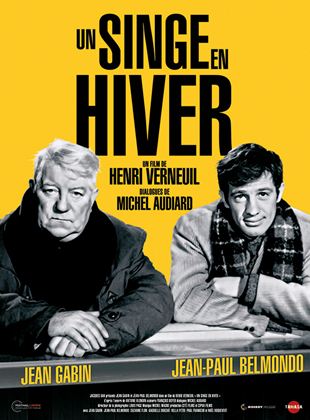 UN
SINGE EN
HIVER
UN FILM DE
HENRI VERNEUIL
DIALOGUES DE
MICHEL AUDIARD
JEAN GABIN
JEAN-PAUL BELMONDO